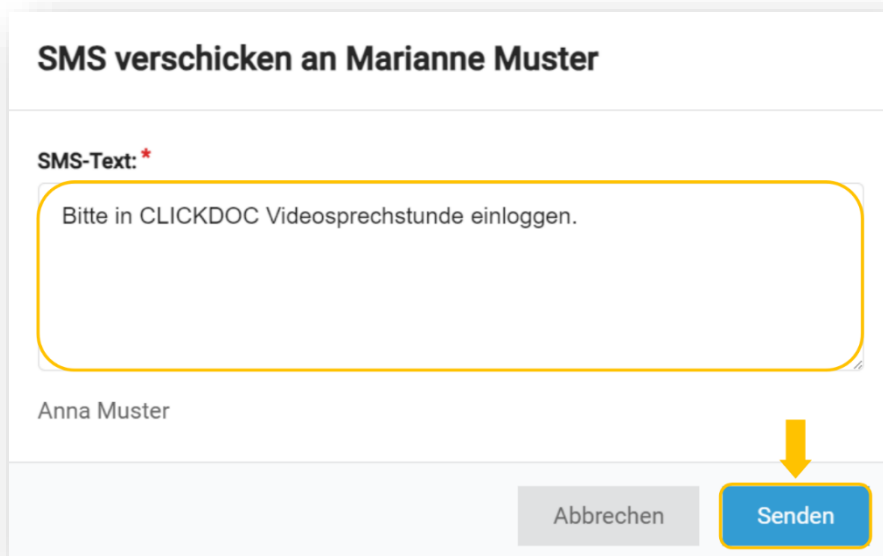 SMS verschicken an Marianne Muster
SMS-Text: *
Bitte in CLICKDOC Videosprechstunde einloggen.
Anna Muster
Abbrechen
Senden